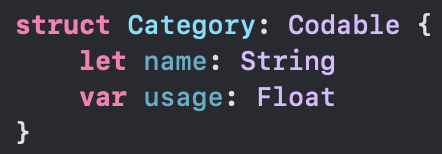 struct Category: Codable {
    let name: String
    var usage: Float
}